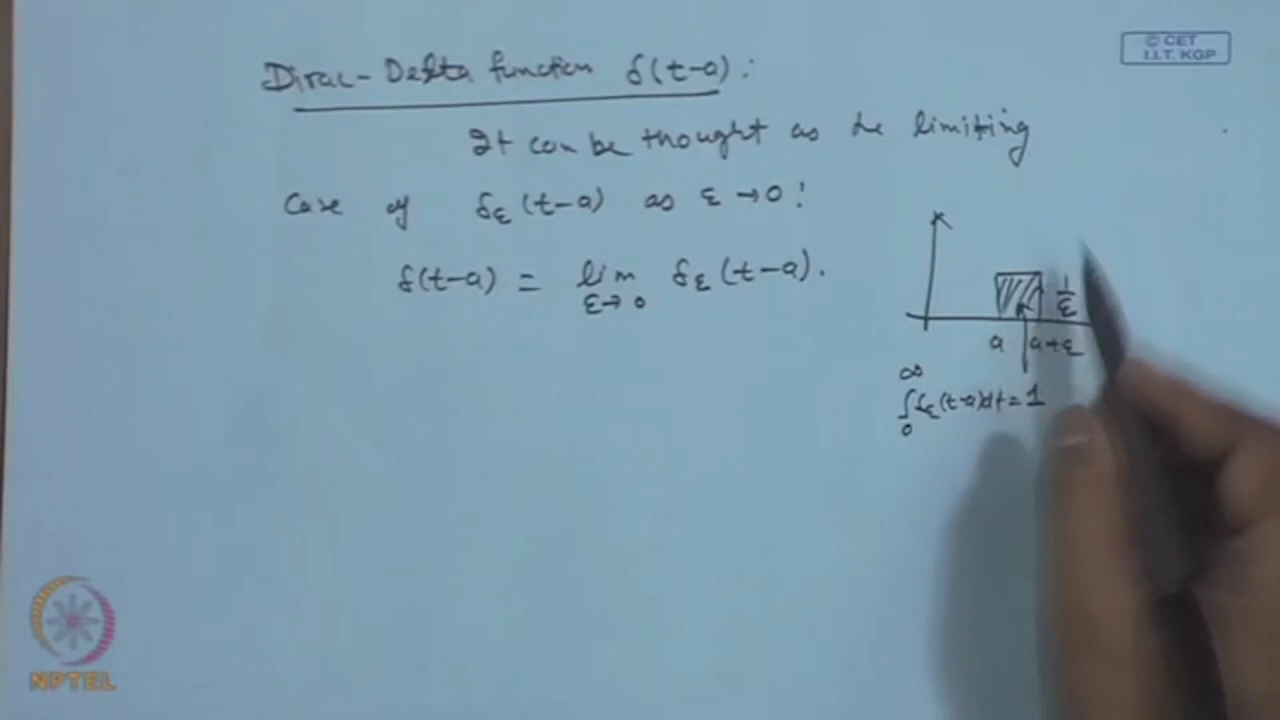 © CET
I.I.T. KGP
Dirac-Delta function δ(t-a):
It can be thought as the limiting
Case of δε(t-a) as ε→0:
δ(t-a) = lim ε→0 δε(t-a).
1/ε
a a+ε
∫₀^∞ δε(t-a)dt = 1
NPTEL